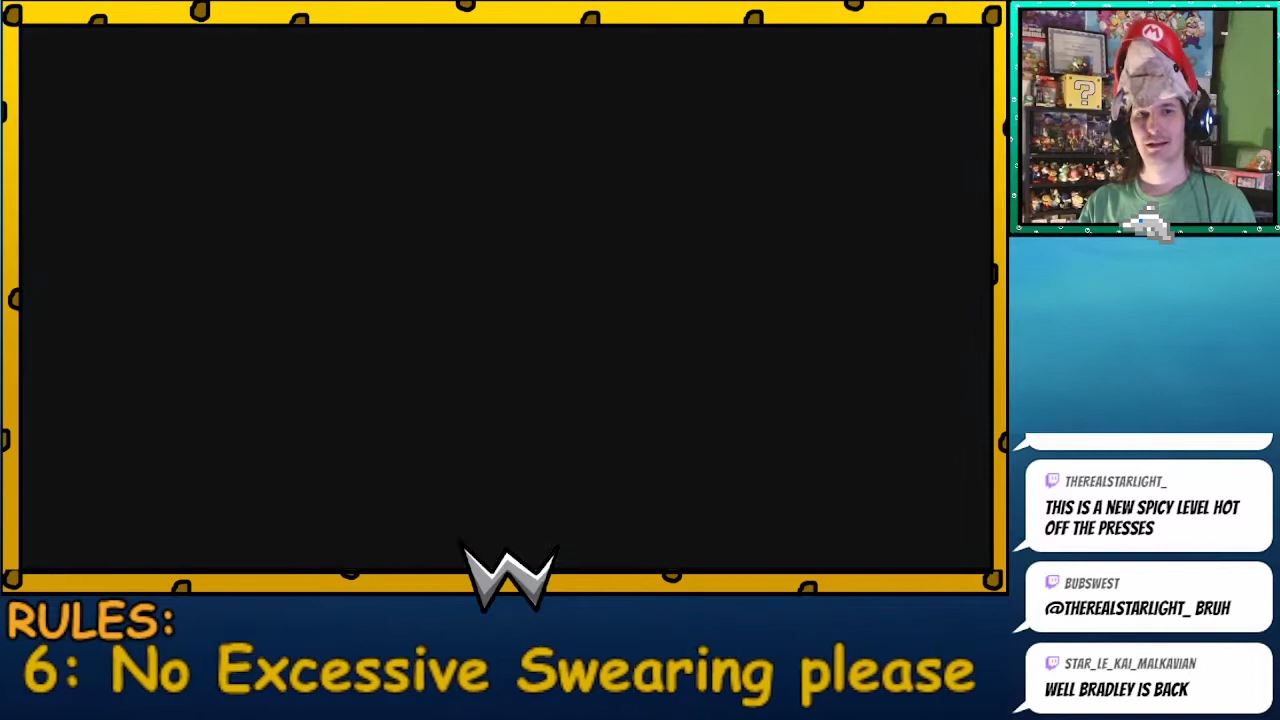 M
?
THEREALSTARLIGHT_
THIS IS A NEW SPICY LEVEL HOT
OFF THE PRESSES
BUBSWEST
@THEREALSTARLIGHT_ BRUH
STAR_LE_KAI_MALKAVIAN
WELL BRADLEY IS BACK
W
RULES:
6: No Excessive Swearing please